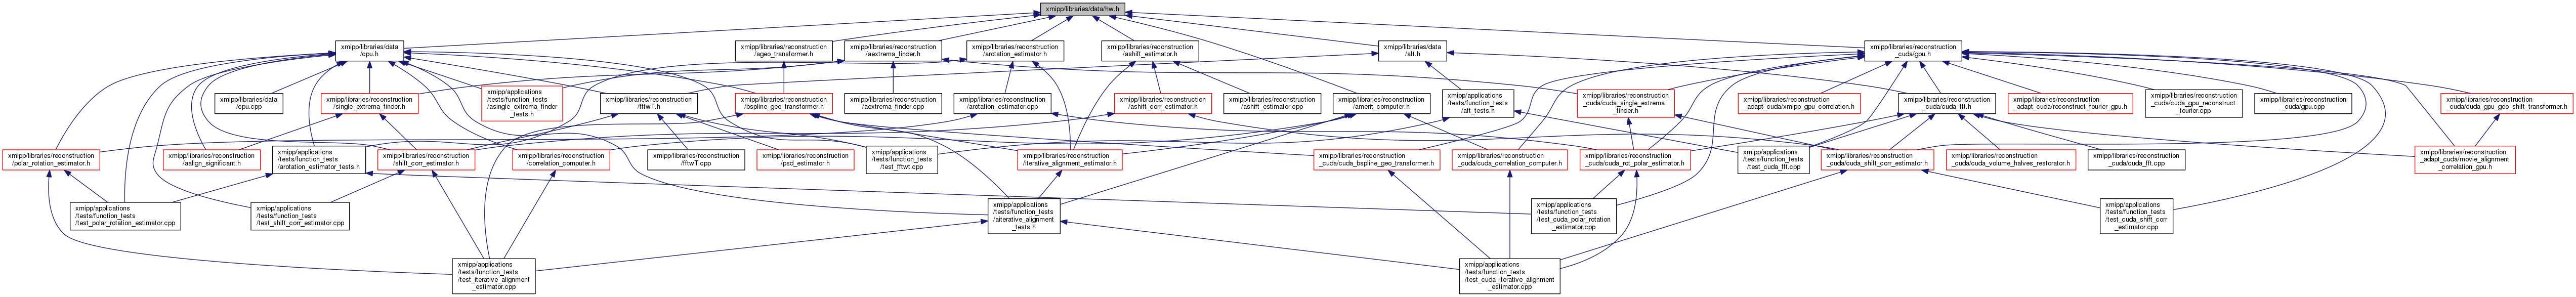 xmipp/libraries/data/hw.h
xmipp/libraries/data
/cpu.h
xmipp/libraries/reconstruction
/ageo_transformer.h
xmipp/libraries/reconstruction
/aextrema_finder.h
xmipp/libraries/reconstruction
/arotation_estimator.h
xmipp/libraries/reconstruction
/ashift_estimator.h
xmipp/libraries/data
/aft.h
xmipp/libraries/reconstruction
_cuda/gpu.h
xmipp/libraries/data
/cpu.cpp
xmipp/libraries/reconstruction
/single_extrema_finder.h
xmipp/applications
/tests/function_tests
/single_extrema_finder
_tests.h
xmipp/libraries/reconstruction
/fftwT.h
xmipp/libraries/reconstruction
/bspline_geo_transformer.h
xmipp/libraries/reconstruction
/aextrema_finder.cpp
xmipp/libraries/reconstruction
/arotation_estimator.cpp
xmipp/libraries/reconstruction
/ashift_corr_estimator.h
xmipp/libraries/reconstruction
/ashift_estimator.cpp
xmipp/libraries/reconstruction
/amerit_computer.h
xmipp/applications
/tests/function_tests
/aft_tests.h
xmipp/libraries/reconstruction
_cuda/cuda_single_extrema
_finder.h
xmipp/libraries/reconstruction
_adapt_cuda/xmipp_gpu_correlation.h
xmipp/libraries/reconstruction
_cuda/cuda_fft.h
xmipp/libraries/reconstruction
_adapt_cuda/reconstruct_fourier_gpu.h
xmipp/libraries/reconstruction
_cuda/cuda_gpu_reconstruct
_fourier.cpp
xmipp/libraries/reconstruction
_cuda/gpu.cpp
xmipp/libraries/reconstruction
_cuda/cuda_gpu_geo_shift_transformer.h
xmipp/libraries/reconstruction
/polar_rotation_estimator.h
xmipp/libraries/reconstruction
/aalign_significant.h
xmipp/applications
/tests/function_tests
/arotation_estimator_tests.h
xmipp/libraries/reconstruction
/shift_corr_estimator.h
xmipp/libraries/reconstruction
/correlation_computer.h
xmipp/libraries/reconstruction
/fftwT.cpp
xmipp/libraries/reconstruction
/psd_estimator.h
xmipp/applications
/tests/function_tests
/test_fftwt.cpp
xmipp/libraries/reconstruction
/iterative_alignment_estimator.h
xmipp/libraries/reconstruction
_cuda/cuda_bspline_geo_transformer.h
xmipp/libraries/reconstruction
_cuda/cuda_correlation_computer.h
xmipp/libraries/reconstruction
_cuda/cuda_rot_polar_estimator.h
xmipp/applications
/tests/function_tests
/test_cuda_fft.cpp
xmipp/libraries/reconstruction
_cuda/cuda_shift_corr_estimator.h
xmipp/libraries/reconstruction
_cuda/cuda_volume_halves_restorator.h
xmipp/libraries/reconstruction
_cuda/cuda_fft.cpp
xmipp/libraries/reconstruction
_adapt_cuda/movie_alignment
_correlation_gpu.h
xmipp/applications
/tests/function_tests
/test_polar_rotation_estimator.cpp
xmipp/applications
/tests/function_tests
/test_shift_corr_estimator.cpp
xmipp/applications
/tests/function_tests
/aiterative_alignment
_tests.h
xmipp/applications
/tests/function_tests
/test_cuda_polar_rotation
_estimator.cpp
xmipp/applications
/tests/function_tests
/test_cuda_shift_corr
_estimator.cpp
xmipp/applications
/tests/function_tests
/test_iterative_alignment
_estimator.cpp
xmipp/applications
/tests/function_tests
/test_cuda_iterative_alignment
_estimator.cpp